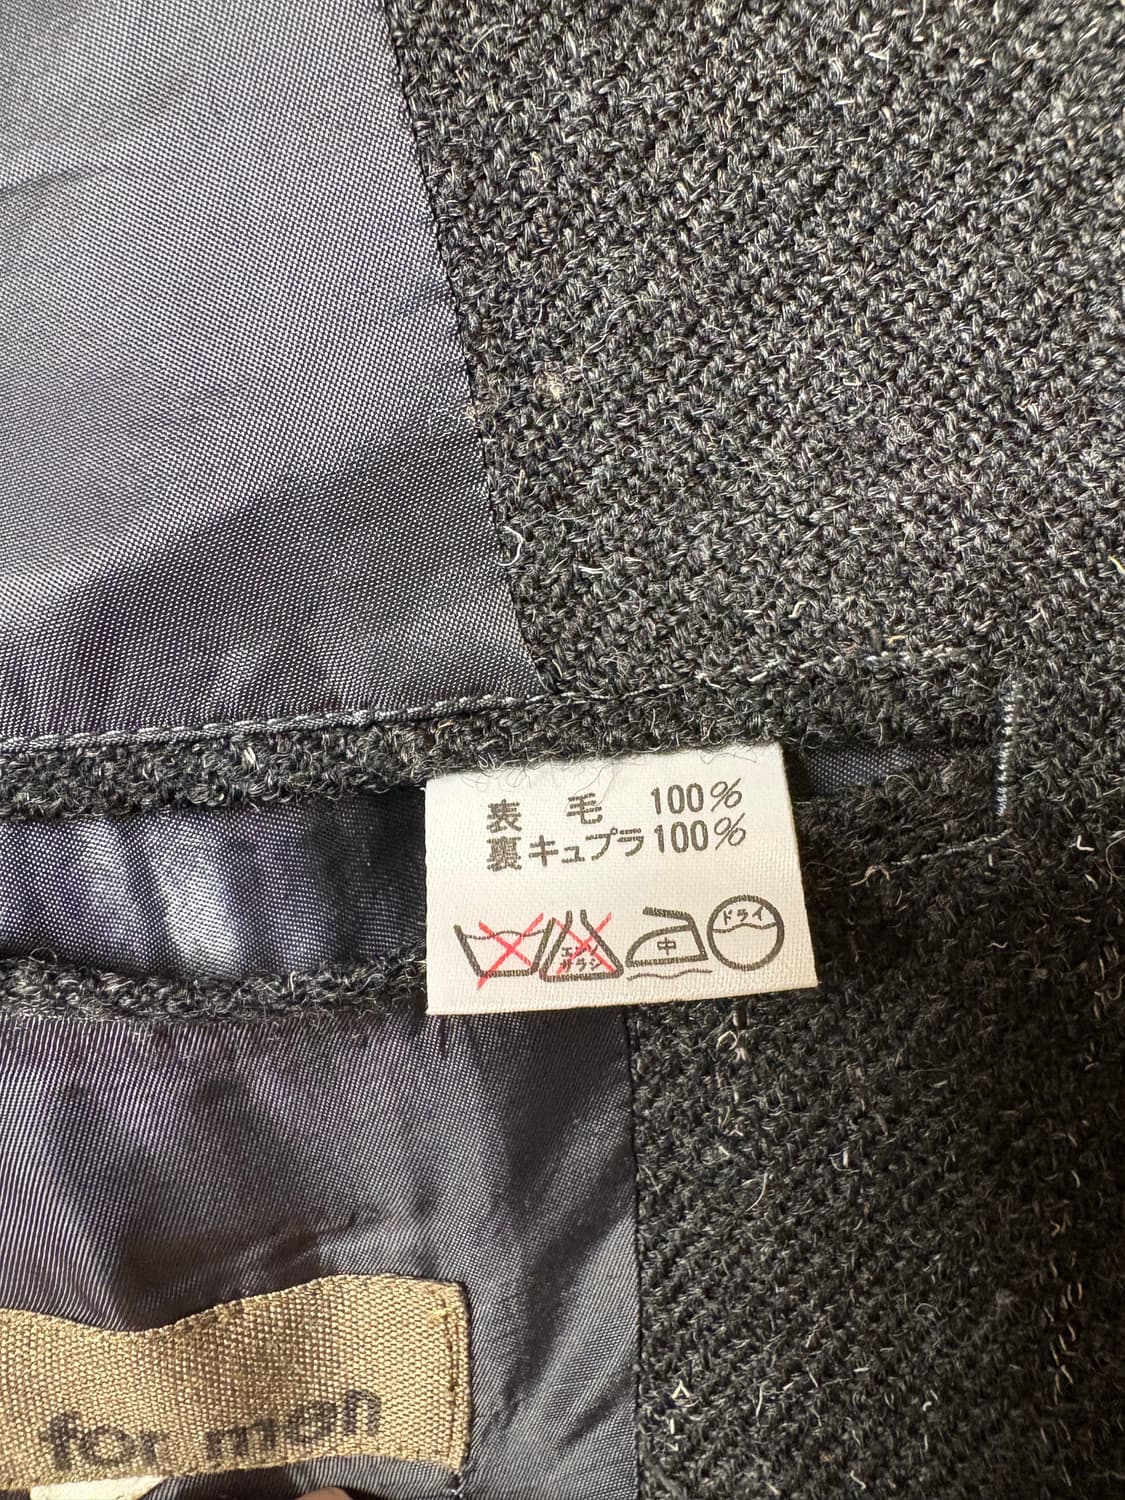 表 毛 100%
裏 キュプラ 100%
エンソ
サラシ
中
ドライ
for man